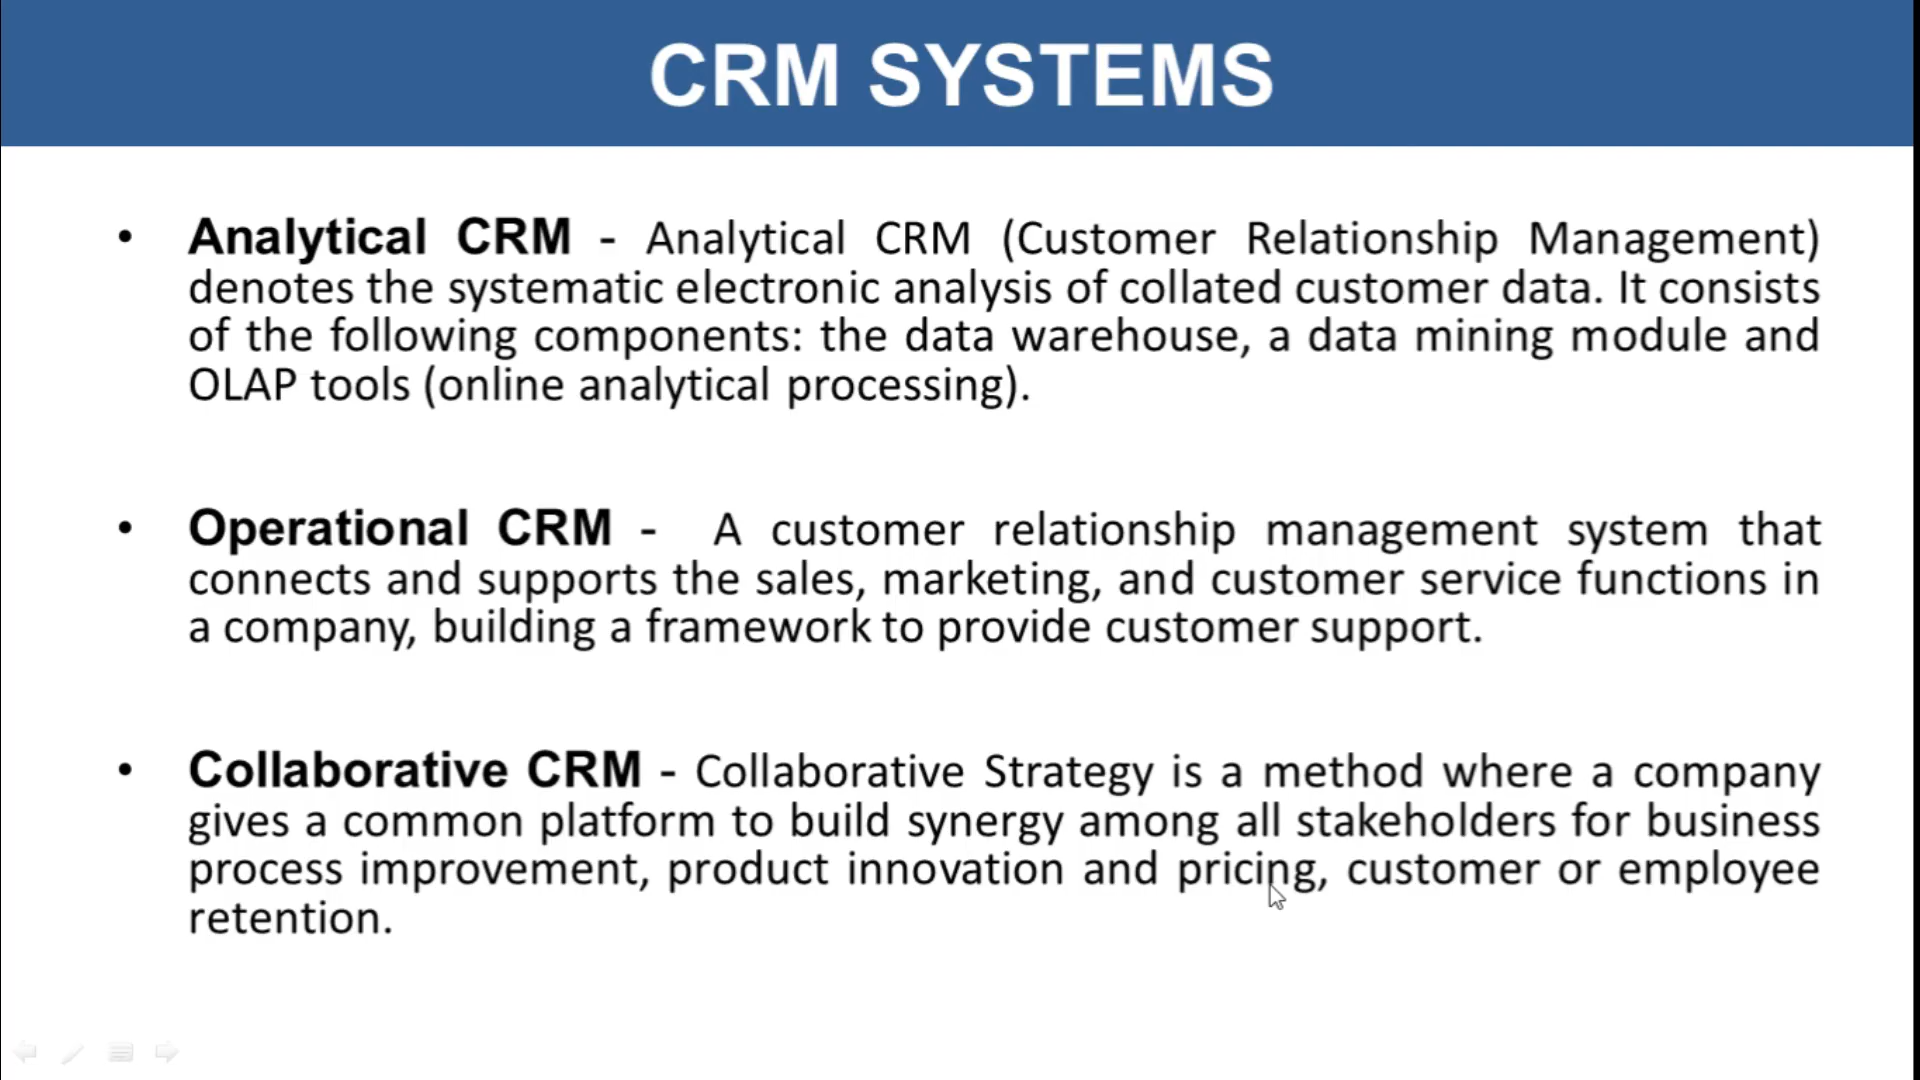 CRM SYSTEMS
• Analytical CRM - Analytical CRM (Customer Relationship Management)
denotes the systematic electronic analysis of collated customer data. It consists
of the following components: the data warehouse, a data mining module and
OLAP tools (online analytical processing).
• Operational CRM - A customer relationship management system that
connects and supports the sales, marketing, and customer service functions in
a company, building a framework to provide customer support.
• Collaborative CRM - Collaborative Strategy is a method where a company
gives a common platform to build synergy among all stakeholders for business
process improvement, product innovation and pricing, customer or employee
retention.